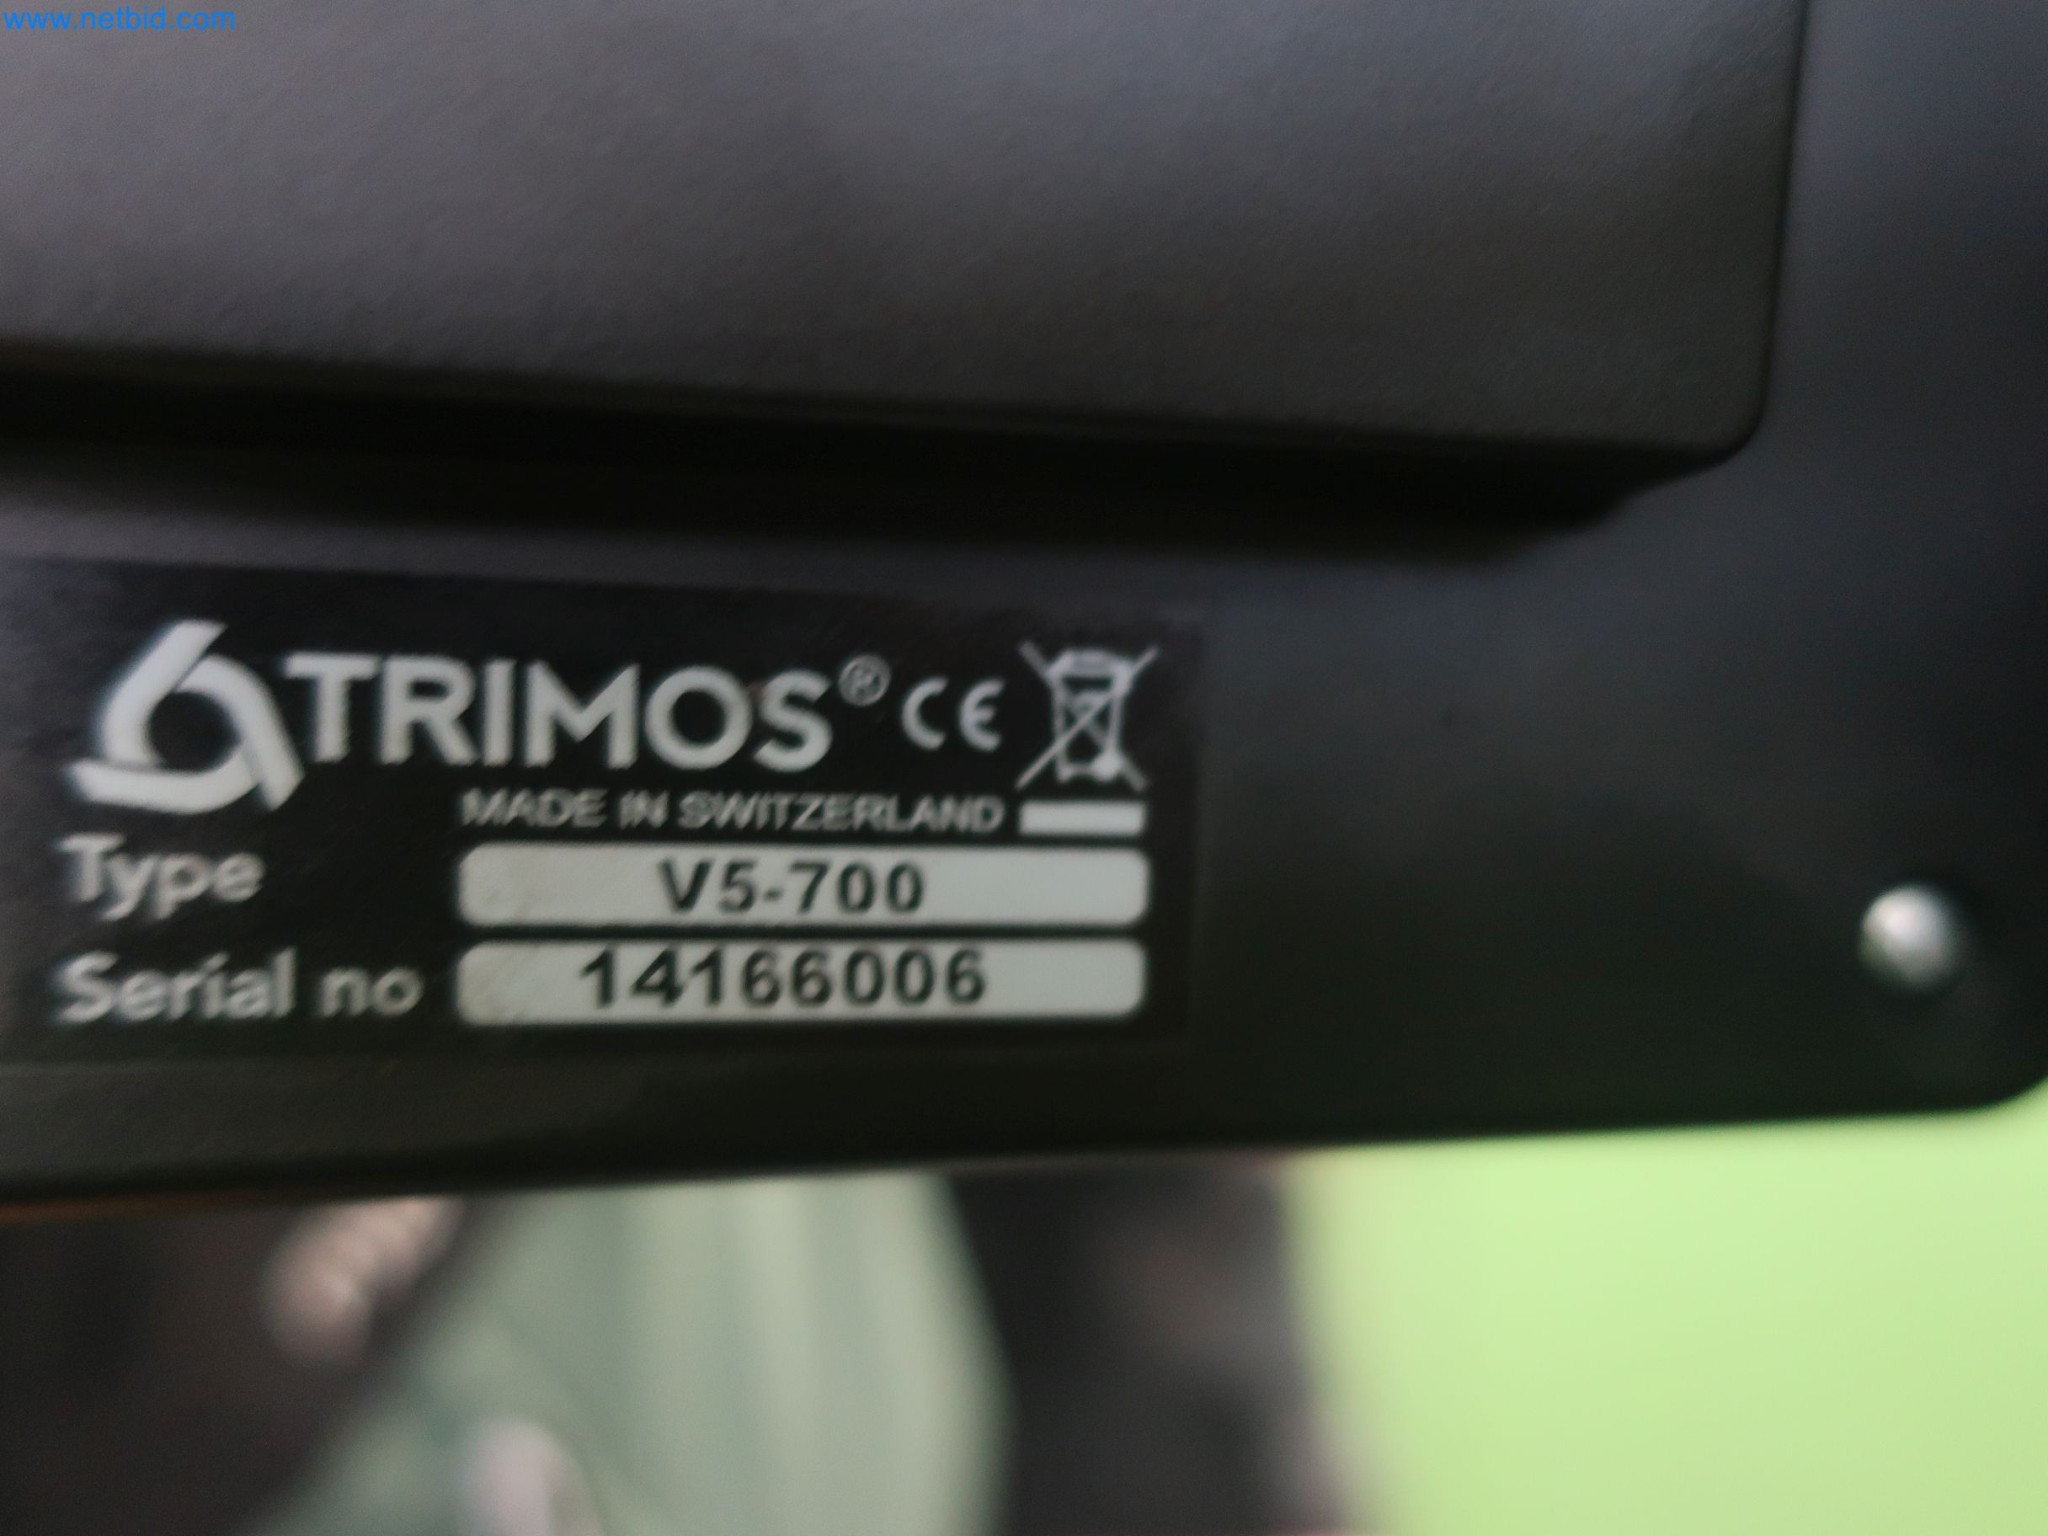 www.netbid.com
TRIMOS® CE
MADE IN SWITZERLAND
Type V5-700
Serial no 14166006